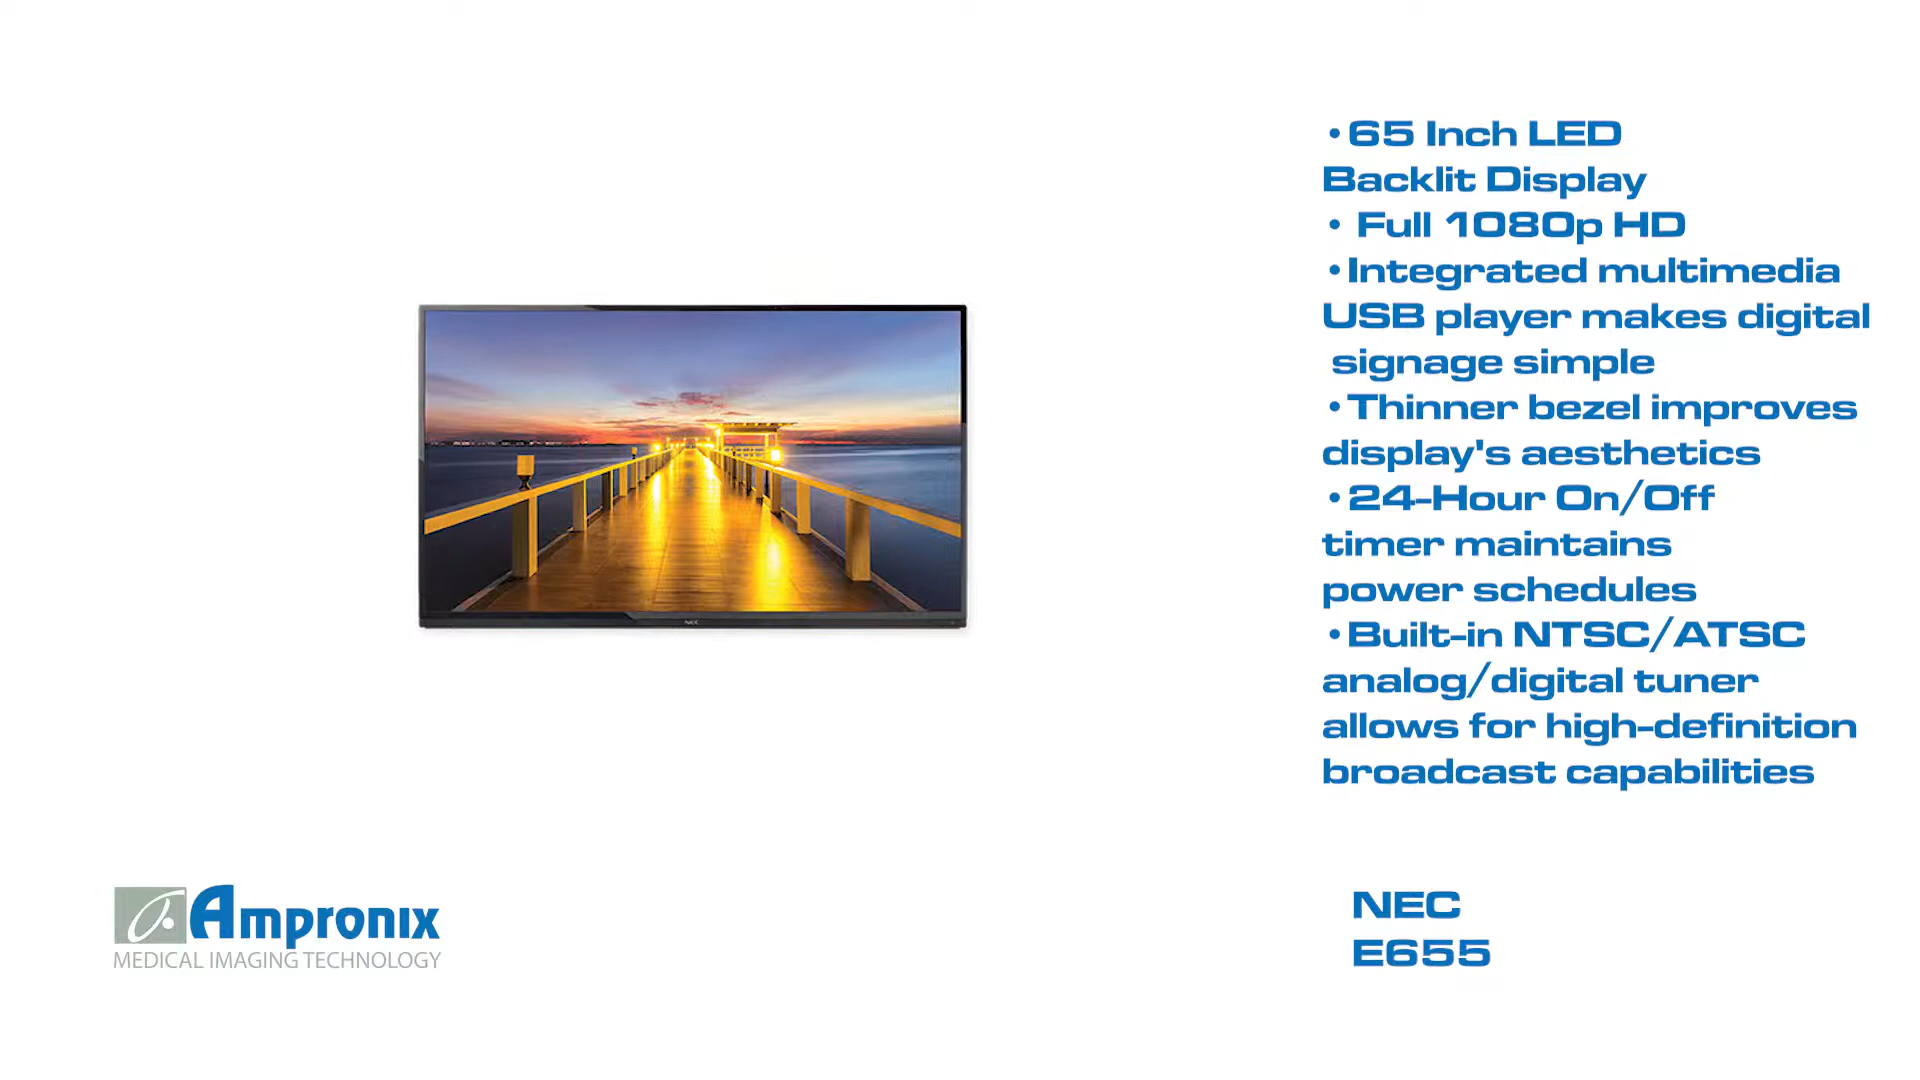 •65 Inch LED
Backlit Display
• Full 1080p HD
•Integrated multimedia
USB player makes digital
signage simple
•Thinner bezel improves
display's aesthetics
•24-Hour On/Off
timer maintains
power schedules
•Built-in NTSC/ATSC
analog/digital tuner
allows for high-definition
broadcast capabilities
NEC
Ampronix
MEDICAL IMAGING TECHNOLOGY
NEC
E655